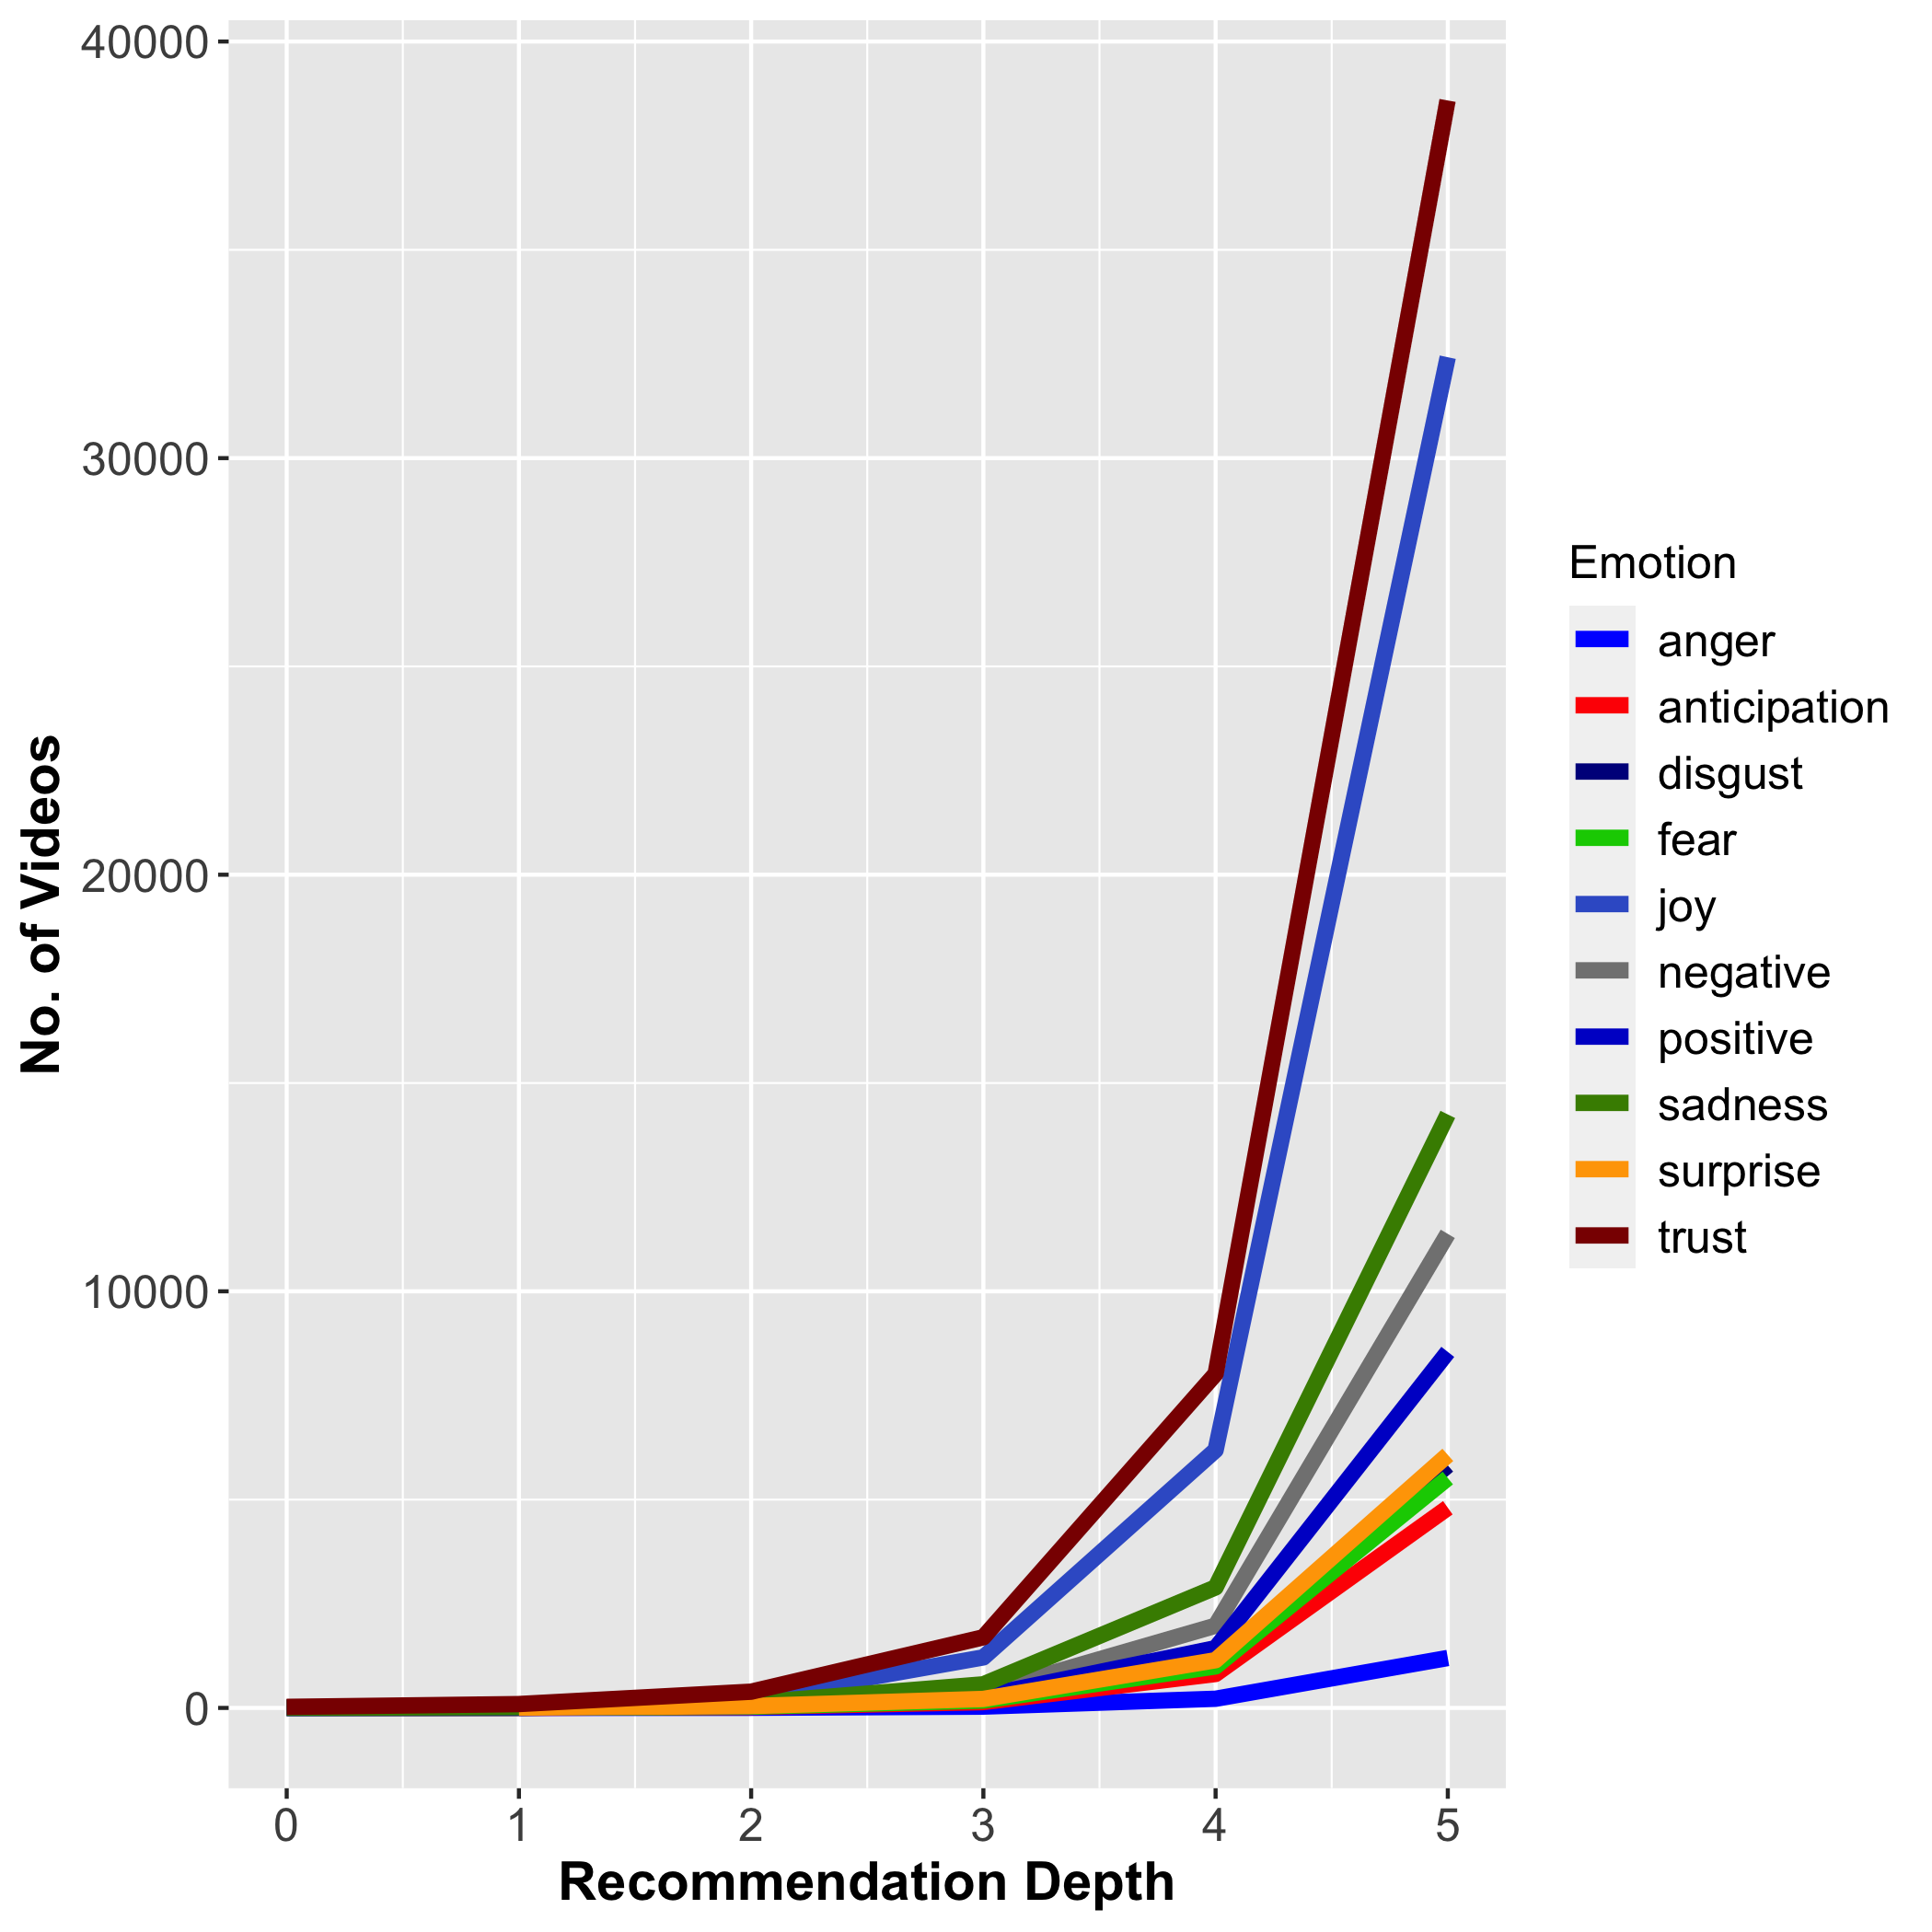 40000
30000
20000
10000
0
No. of Videos
0 1 2 3 4 5
Recommendation Depth
Emotion
anger
anticipation
disgust
fear
joy
negative
positive
sadness
surprise
trust